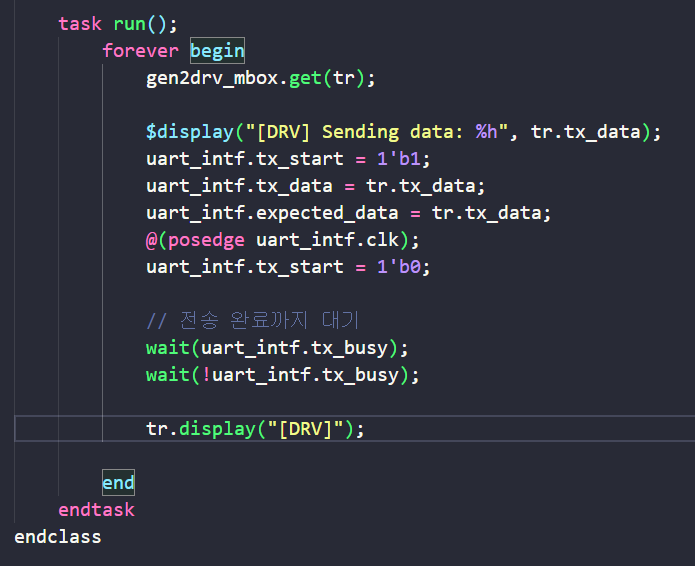 task run();
forever begin
gen2drv_mbox.get(tr);
$display("[DRV] Sending data: %h", tr.tx_data);
uart_intf.tx_start = 1'b1;
uart_intf.tx_data = tr.tx_data;
uart_intf.expected_data = tr.tx_data;
@(posedge uart_intf.clk);
uart_intf.tx_start = 1'b0;
// 전송 완료까지 대기
wait(uart_intf.tx_busy);
wait(!uart_intf.tx_busy);
tr.display("[DRV]");
end
endtask
endclass